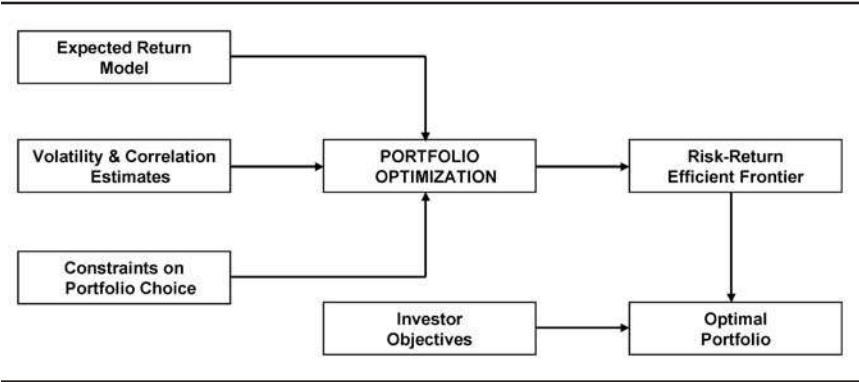 Expected Return
Model
Volatility & Correlation
Estimates
PORTFOLIO
OPTIMIZATION
Risk-Return
Efficient Frontier
Constraints on
Portfolio Choice
Investor
Objectives
Optimal
Portfolio